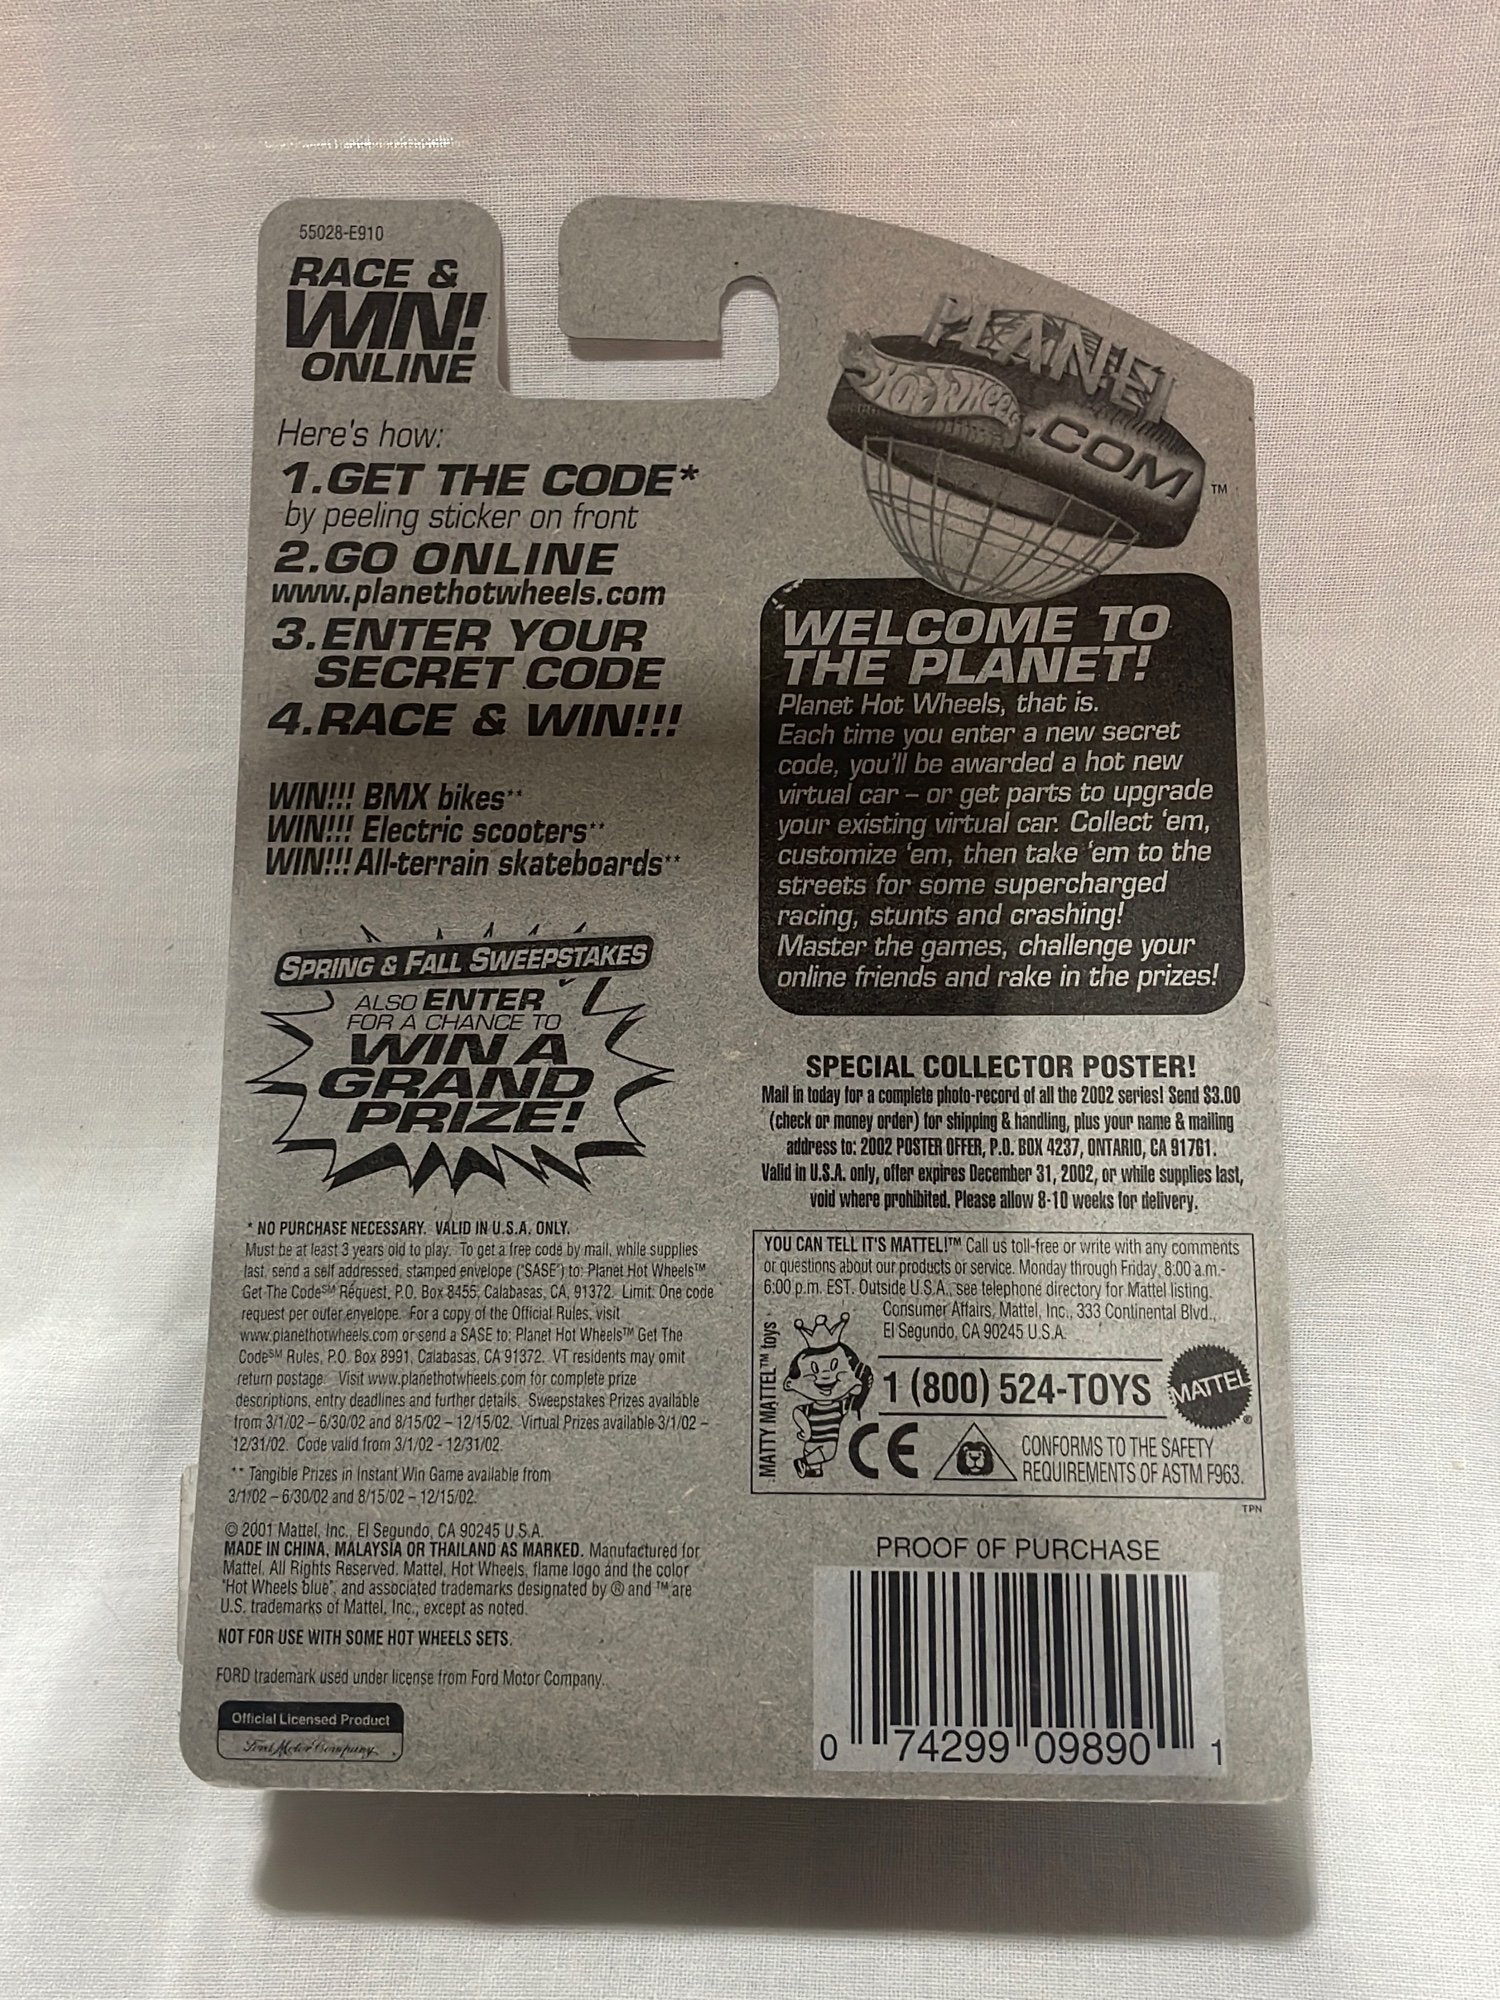 55028-E910
RACE &
WIN!
ONLINE
Here's how:
1.GET THE CODE*
by peeling sticker on front
2.GO ONLINE
www.planethotwheels.com
3.ENTER YOUR
SECRET CODE
4.RACE & WIN!!!
WIN!!! BMX bikes**
WIN!!! Electric scooters**
WIN!!! All-terrain skateboards**
SPRING & FALL SWEEPSTAKES
ALSO ENTER
FOR A CHANCE TO
WIN A
GRAND
PRIZE!
* NO PURCHASE NECESSARY. VALID IN U.S.A. ONLY.
Must be at least 3 years old to play. To get a free code by mail, while supplies
last, send a self addressed, stamped envelope ("SASE") to: Planet Hot Wheels™
Get The Code℠ Request, P.O. Box 8455, Calabasas, CA, 91372. Limit: One code
request per outer envelope. For a copy of the Official Rules, visit
www.planethotwheels.com or send a SASE to: Planet Hot Wheels™ Get The
Code℠ Rules, P.O. Box 8991, Calabasas, CA 91372. VT residents may omit
return postage. Visit www.planethotwheels.com for complete prize
descriptions, entry deadlines and further details. Sweepstakes Prizes available
from 3/1/02 – 6/30/02 and 8/15/02 – 12/15/02. Virtual Prizes available 3/1/02 –
12/31/02. Code valid from 3/1/02 - 12/31/02.
** Tangible Prizes in Instant Win Game available from
3/1/02 – 6/30/02 and 8/15/02 – 12/15/02.
© 2001 Mattel, Inc., El Segundo, CA 90245 U.S.A.
MADE IN CHINA, MALAYSIA OR THAILAND AS MARKED. Manufactured for
Mattel. All Rights Reserved. Mattel, Hot Wheels, flame logo and the color
"Hot Wheels blue", and associated trademarks designated by ® and ™ are
U.S. trademarks of Mattel, Inc., except as noted.
NOT FOR USE WITH SOME HOT WHEELS SETS.
FORD trademark used under license from Ford Motor Company.
Official Licensed Product
Ford Motor Company
PLANET
HOT WHEELS
.COM
™
WELCOME TO
THE PLANET!
Planet Hot Wheels, that is.
Each time you enter a new secret
code, you'll be awarded a hot new
virtual car – or get parts to upgrade
your existing virtual car. Collect 'em,
customize 'em, then take 'em to the
streets for some supercharged
racing, stunts and crashing!
Master the games, challenge your
online friends and rake in the prizes!
SPECIAL COLLECTOR POSTER!
Mail in today for a complete photo-record of all the 2002 series! Send $3.00
(check or money order) for shipping & handling, plus your name & mailing
address to: 2002 POSTER OFFER, P.O. BOX 4237, ONTARIO, CA 91761.
Valid in U.S.A. only, offer expires December 31, 2002, or while supplies last,
void where prohibited. Please allow 8-10 weeks for delivery.
YOU CAN TELL IT'S MATTEL!™ Call us toll-free or write with any comments
or questions about our products or service. Monday through Friday, 8:00 a.m.-
6:00 p.m. EST. Outside U.S.A., see telephone directory for Mattel listing.
Consumer Affairs, Mattel, Inc., 333 Continental Blvd.,
El Segundo, CA 90245 U.S.A.
MATTY MATTEL™ toys
1 (800) 524-TOYS
MATTEL
®
CE
CONFORMS TO THE SAFETY
REQUIREMENTS OF ASTM F963.
TPN
PROOF OF PURCHASE
0 74299 09890 1